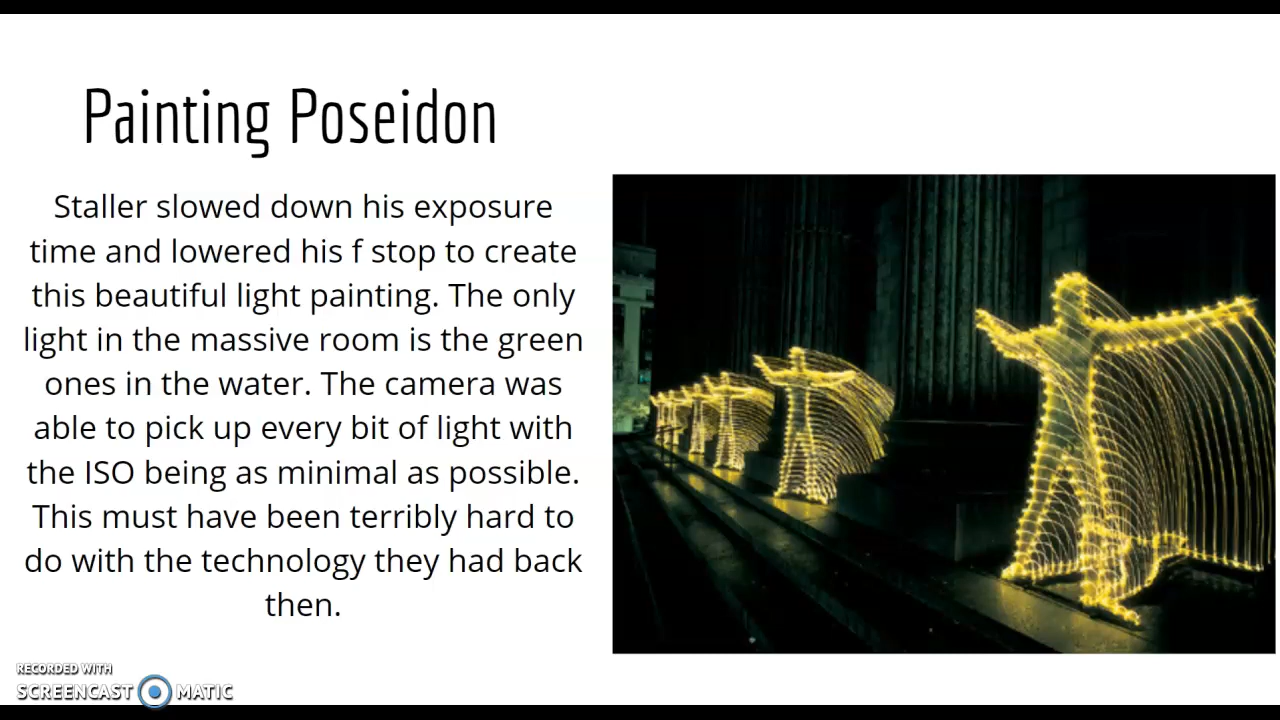 Painting Poseidon
Staller slowed down his exposure
time and lowered his f stop to create
this beautiful light painting. The only
light in the massive room is the green
ones in the water. The camera was
able to pick up every bit of light with
the ISO being as minimal as possible.
This must have been terribly hard to
do with the technology they had back
then.
RECORDED WITH
SCREENCAST MATIC